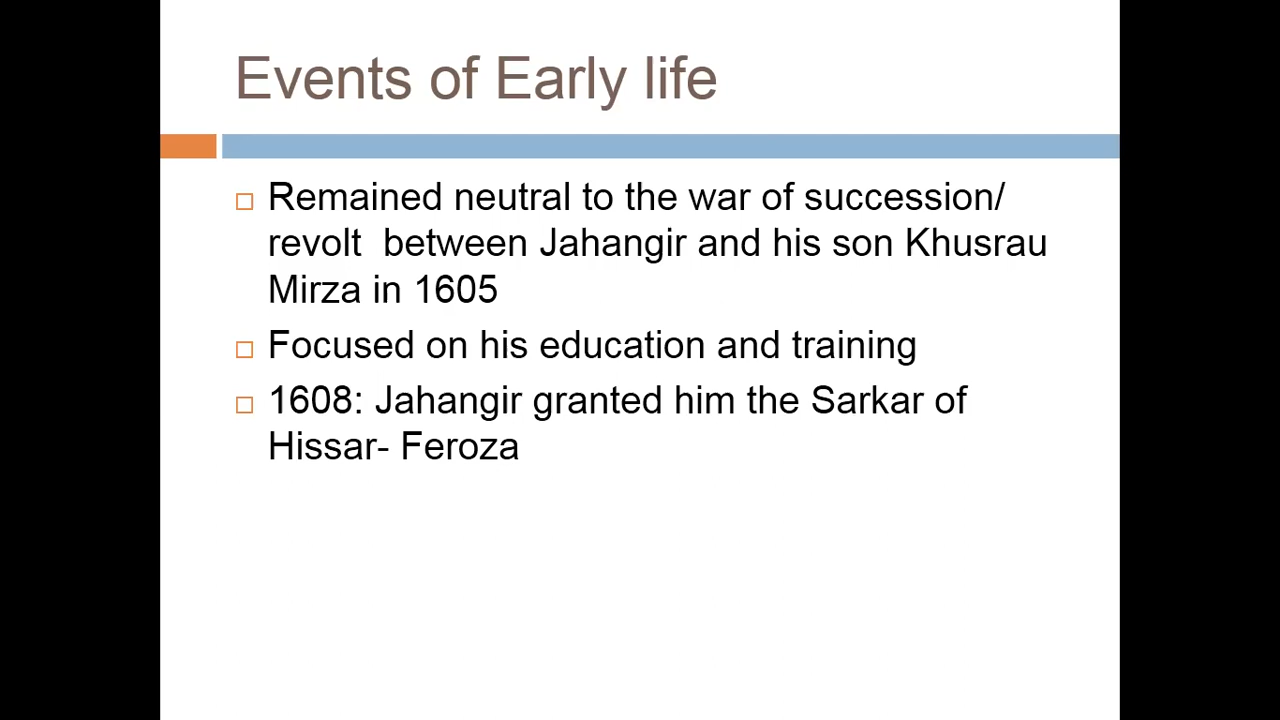 Events of Early life
Remained neutral to the war of succession/
revolt  between Jahangir and his son Khusrau
Mirza in 1605
Focused on his education and training
1608: Jahangir granted him the Sarkar of
Hissar- Feroza